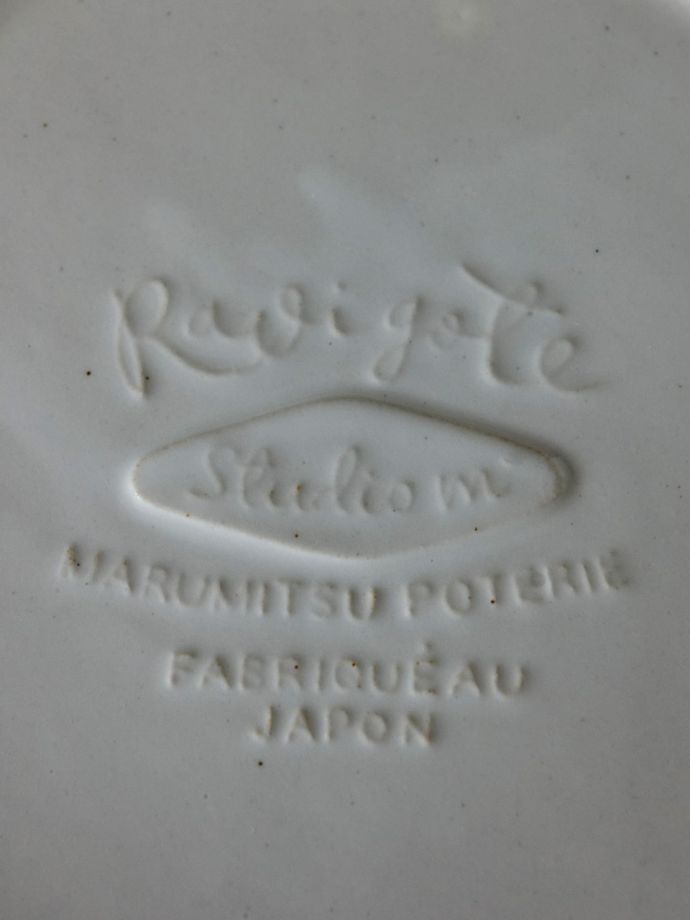 Ravigote
Studio m'
MARUMITSU POTERIE
FABRIQUÉ AU
JAPON